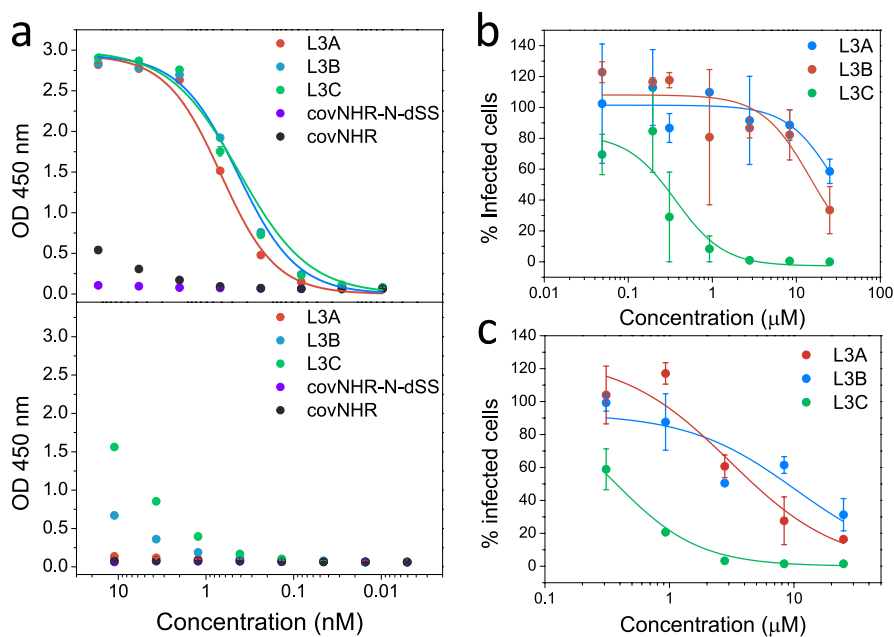 a
3.0
2.5
2.0
1.5
1.0
0.5
0.0
OD 450 nm
L3A
L3B
L3C
covNHR-N-dSS
covNHR
2.5
2.0
1.5
1.0
0.5
0.0
OD 450 nm
L3A
L3B
L3C
covNHR-N-dSS
covNHR
10 1 0.1 0.01
Concentration (nM)
b
140
120
100
80
60
40
20
0
% Infected cells
L3A
L3B
L3C
0.01 0.1 1 10 100
Concentration (μM)
c
140
120
100
80
60
40
20
0
% infected cells
L3A
L3B
L3C
0.1 1 10
Concentration (μM)